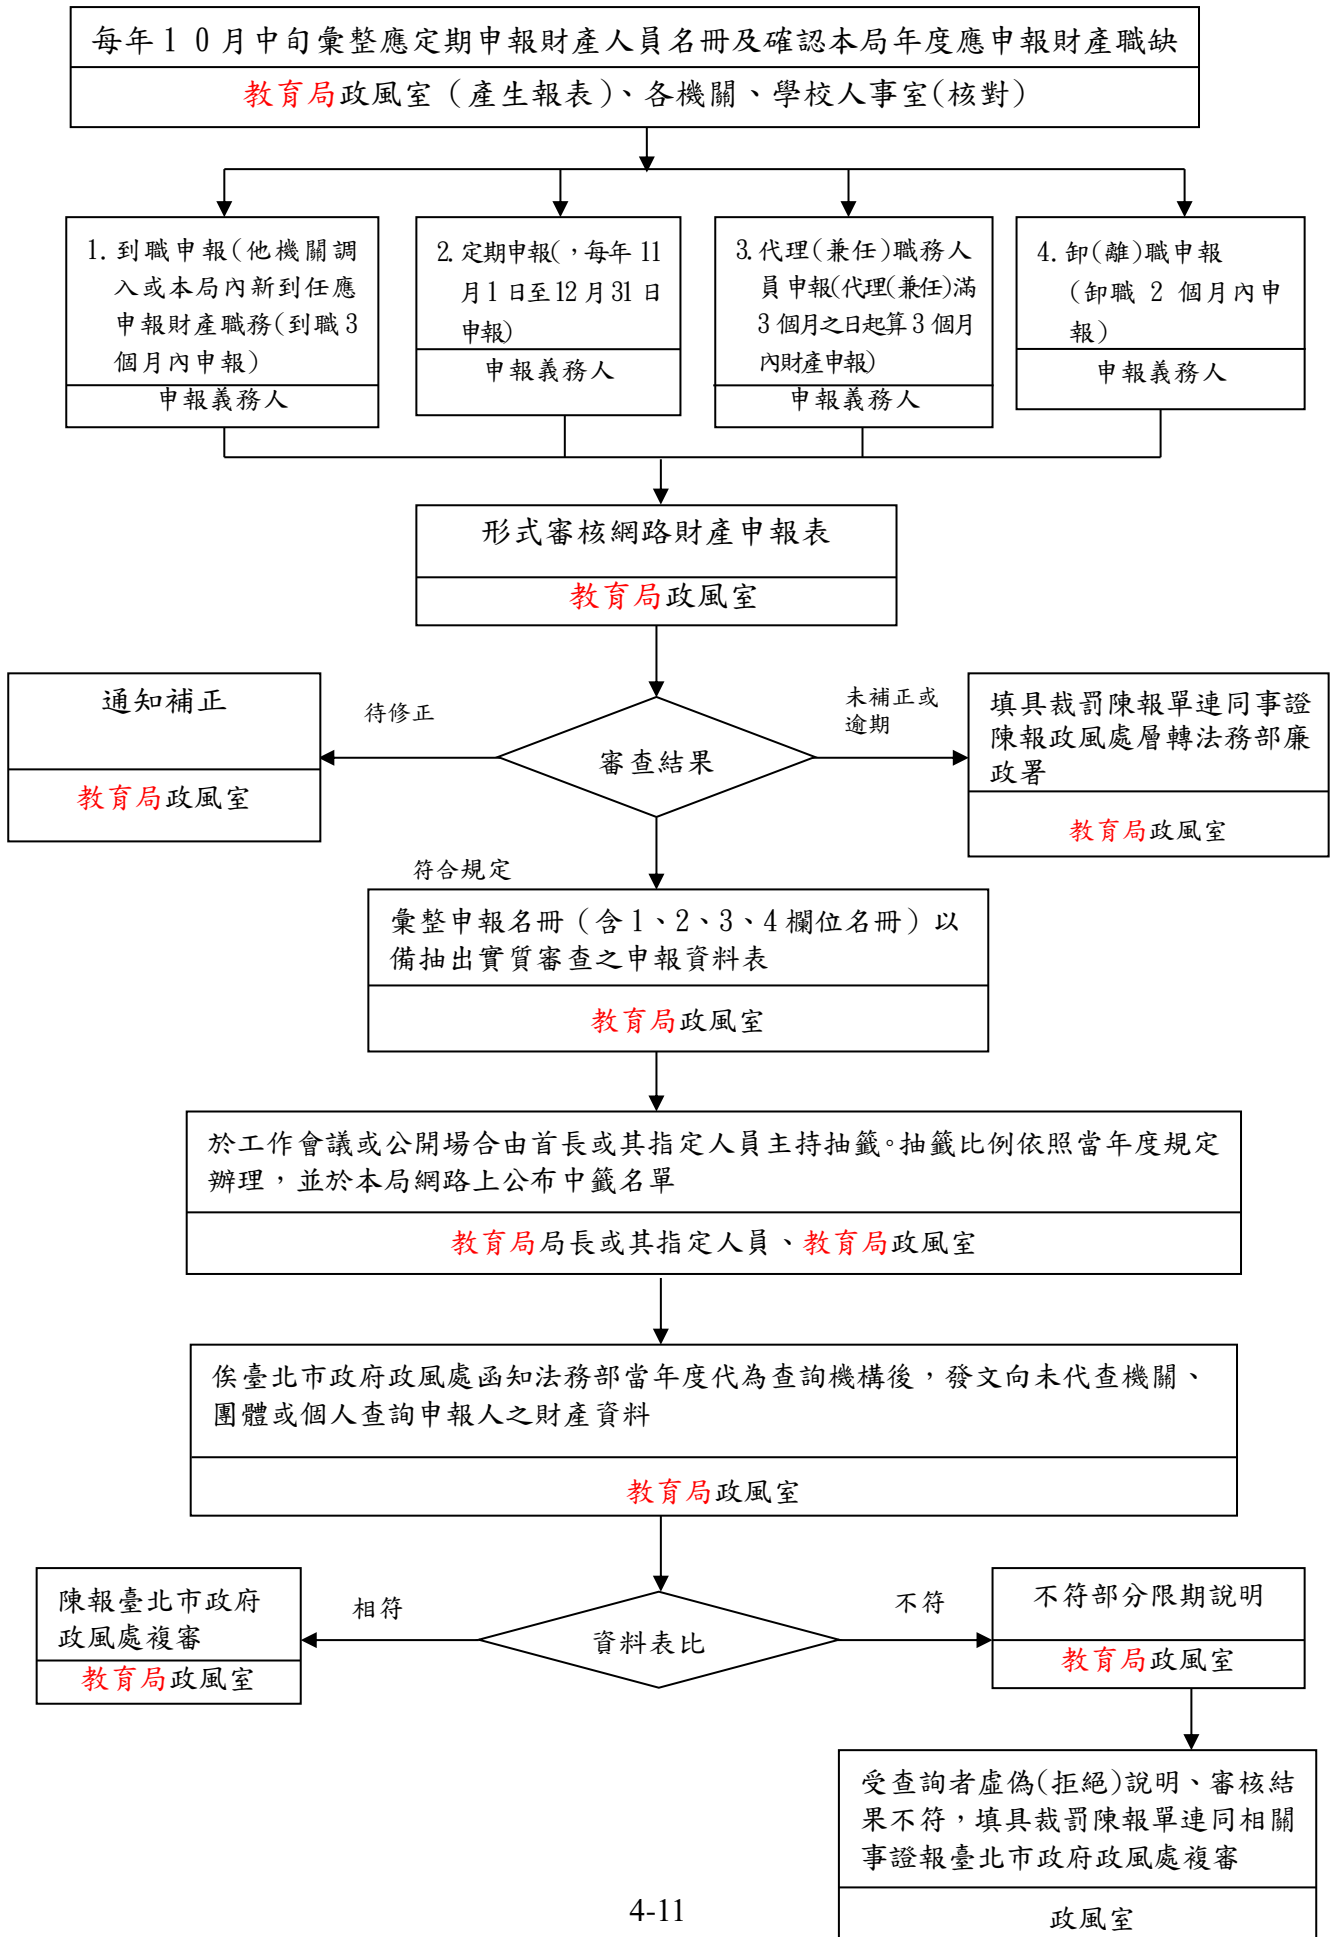 每年10月中旬彙整應定期申報財產人員名冊及確認本局年度應申報財產職缺
教育局政風室（產生報表）、各機關、學校人事室(核對)
1. 到職申報(他機關調
入或本局內新到任應
申報財產職務(到職3
個月內申報)
申報義務人
2. 定期申報(，每年11
月1日至12月31日
申報)
申報義務人
3. 代理(兼任)職務人
員申報(代理(兼任)滿
3個月之日起算3個月
內財產申報)
申報義務人
4. 卸(離)職申報
(卸職 2 個月內申
報)
申報義務人
形式審核網路財產申報表
教育局政風室
通知補正
教育局政風室
待修正
審查結果
未補正或
逾期
填具裁罰陳報單連同事證
陳報政風處層轉法務部廉
政署
教育局政風室
符合規定
彙整申報名冊（含1、2、3、4欄位名冊）以
備抽出實質審查之申報資料表
教育局政風室
於工作會議或公開場合由首長或其指定人員主持抽籤。抽籤比例依照當年度規定
辦理，並於本局網路上公布中籤名單
教育局局長或其指定人員、教育局政風室
俟臺北市政府政風處函知法務部當年度代為查詢機構後，發文向未代查機關、
團體或個人查詢申報人之財產資料
教育局政風室
陳報臺北市政府
政風處複審
教育局政風室
相符
資料表比
不符
不符部分限期說明
教育局政風室
受查詢者虛偽(拒絕)說明、審核結
果不符，填具裁罰陳報單連同相關
事證報臺北市政府政風處複審
政風室
4-11